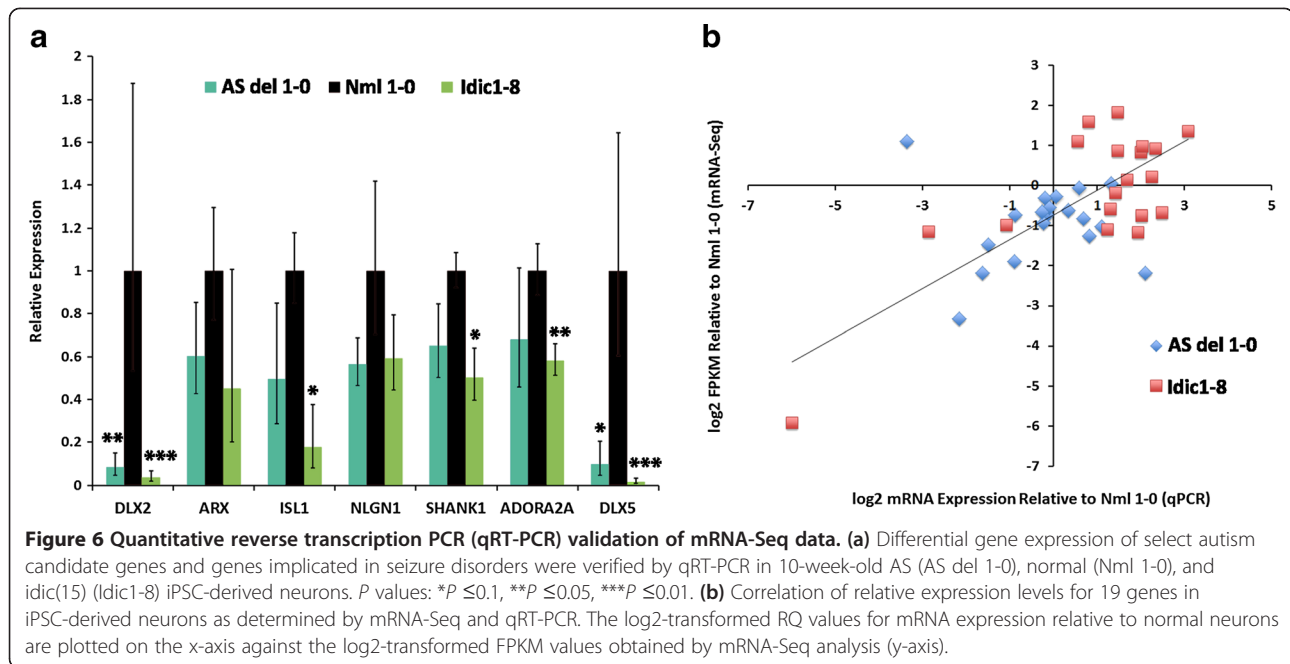 a
2
1.8
1.6
1.4
1.2
1
0.8
0.6
0.4
0.2
0
Relative Expression
AS del 1-0 Nml 1-0 Idic1-8
** *** * * ** * ***
DLX2 ARX ISL1 NLGN1 SHANK1 ADORA2A DLX5
b
3
2
1
0
-1
-2
-3
-4
-5
-6
-7
-7 -5 -3 -1 1 3 5
log2 FPKM Relative to Nml 1-0 (mRNA-Seq)
AS del 1-0
Idic1-8
log2 mRNA Expression Relative to Nml 1-0 (qPCR)
Figure 6 Quantitative reverse transcription PCR (qRT-PCR) validation of mRNA-Seq data. (a) Differential gene expression of select autism
candidate genes and genes implicated in seizure disorders were verified by qRT-PCR in 10-week-old AS (AS del 1-0), normal (Nml 1-0), and
idic(15) (Idic1-8) iPSC-derived neurons. P values: *P ≤0.1, **P ≤0.05, ***P ≤0.01. (b) Correlation of relative expression levels for 19 genes in
iPSC-derived neurons as determined by mRNA-Seq and qRT-PCR. The log2-transformed RQ values for mRNA expression relative to normal neurons
are plotted on the x-axis against the log2-transformed FPKM values obtained by mRNA-Seq analysis (y-axis).